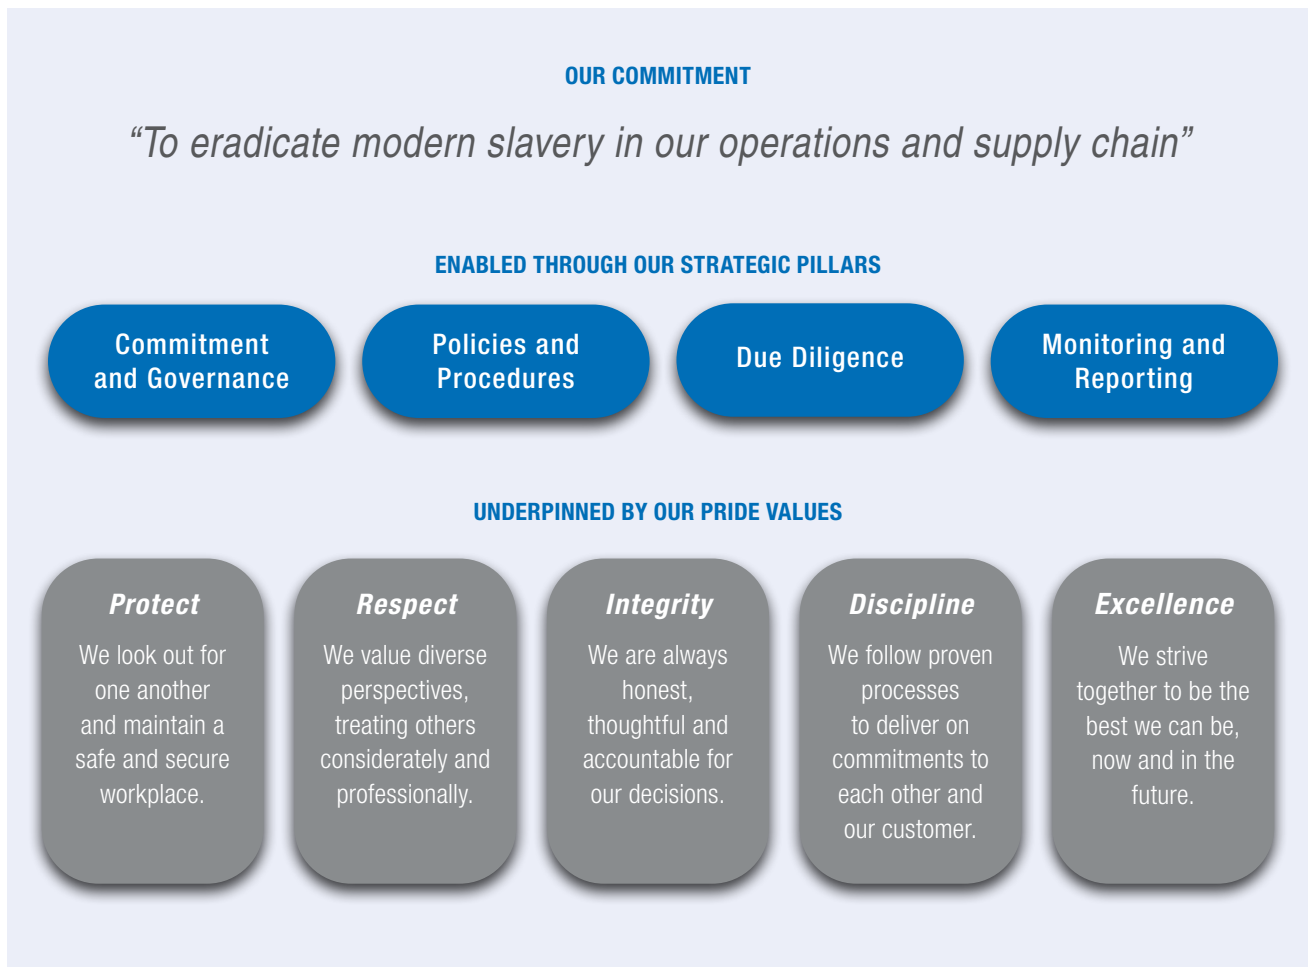 OUR COMMITMENT
“To eradicate modern slavery in our operations and supply chain”
ENABLED THROUGH OUR STRATEGIC PILLARS
Commitment
and Governance
Policies and
Procedures
Due Diligence
Monitoring and
Reporting
UNDERPINNED BY OUR PRIDE VALUES
Protect
We look out for
one another
and maintain a
safe and secure
workplace.
Respect
We value diverse
perspectives,
treating others
considerately and
professionally.
Integrity
We are always
honest,
thoughtful and
accountable for
our decisions.
Discipline
We follow proven
processes
to deliver on
commitments to
each other and
our customer.
Excellence
We strive
together to be the
best we can be,
now and in the
future.